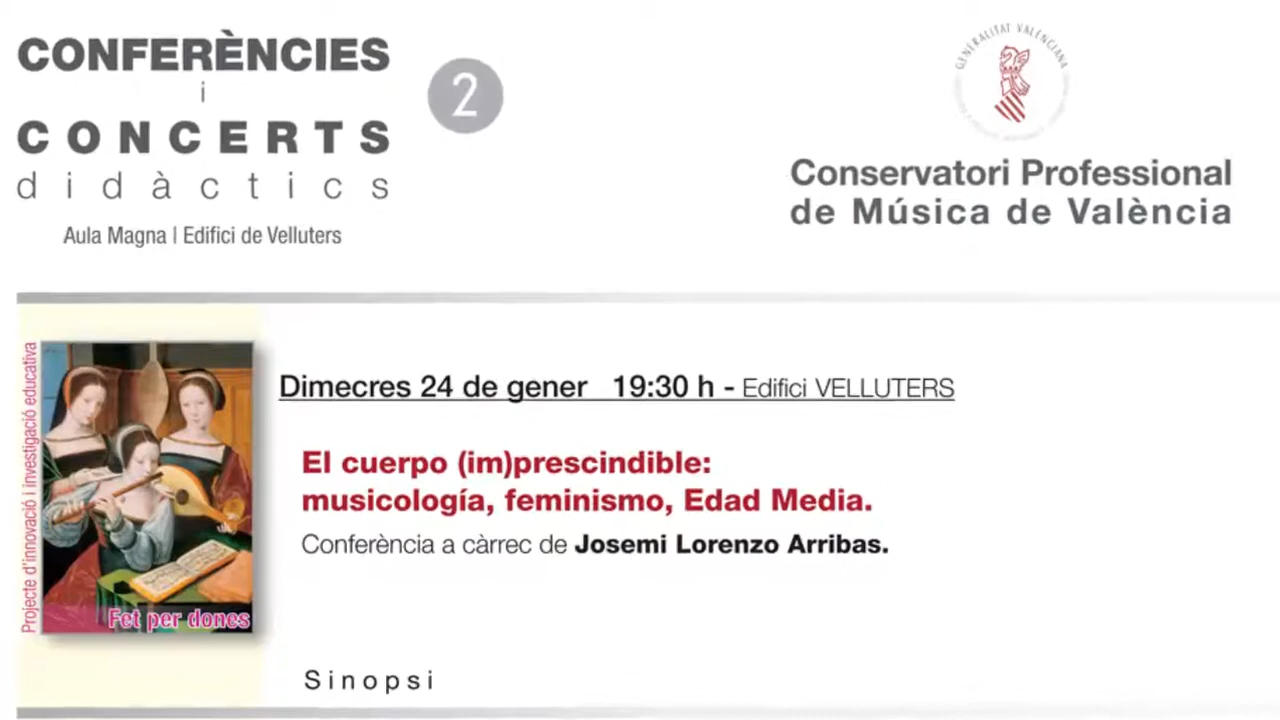 CONFERÈNCIES
i
CONCERTS
didàctics
Aula Magna | Edifici de Velluters
2
GENERALITAT VALENCIANA
Conservatori Professional
de Música de València
Projecte d'innovació i investigació educativa
Fet per dones
Dimecres 24 de gener 19:30 h - Edifici VELLUTERS
El cuerpo (im)prescindible:
musicología, feminismo, Edad Media.
Conferència a càrrec de Josemi Lorenzo Arribas.
Sinopsi